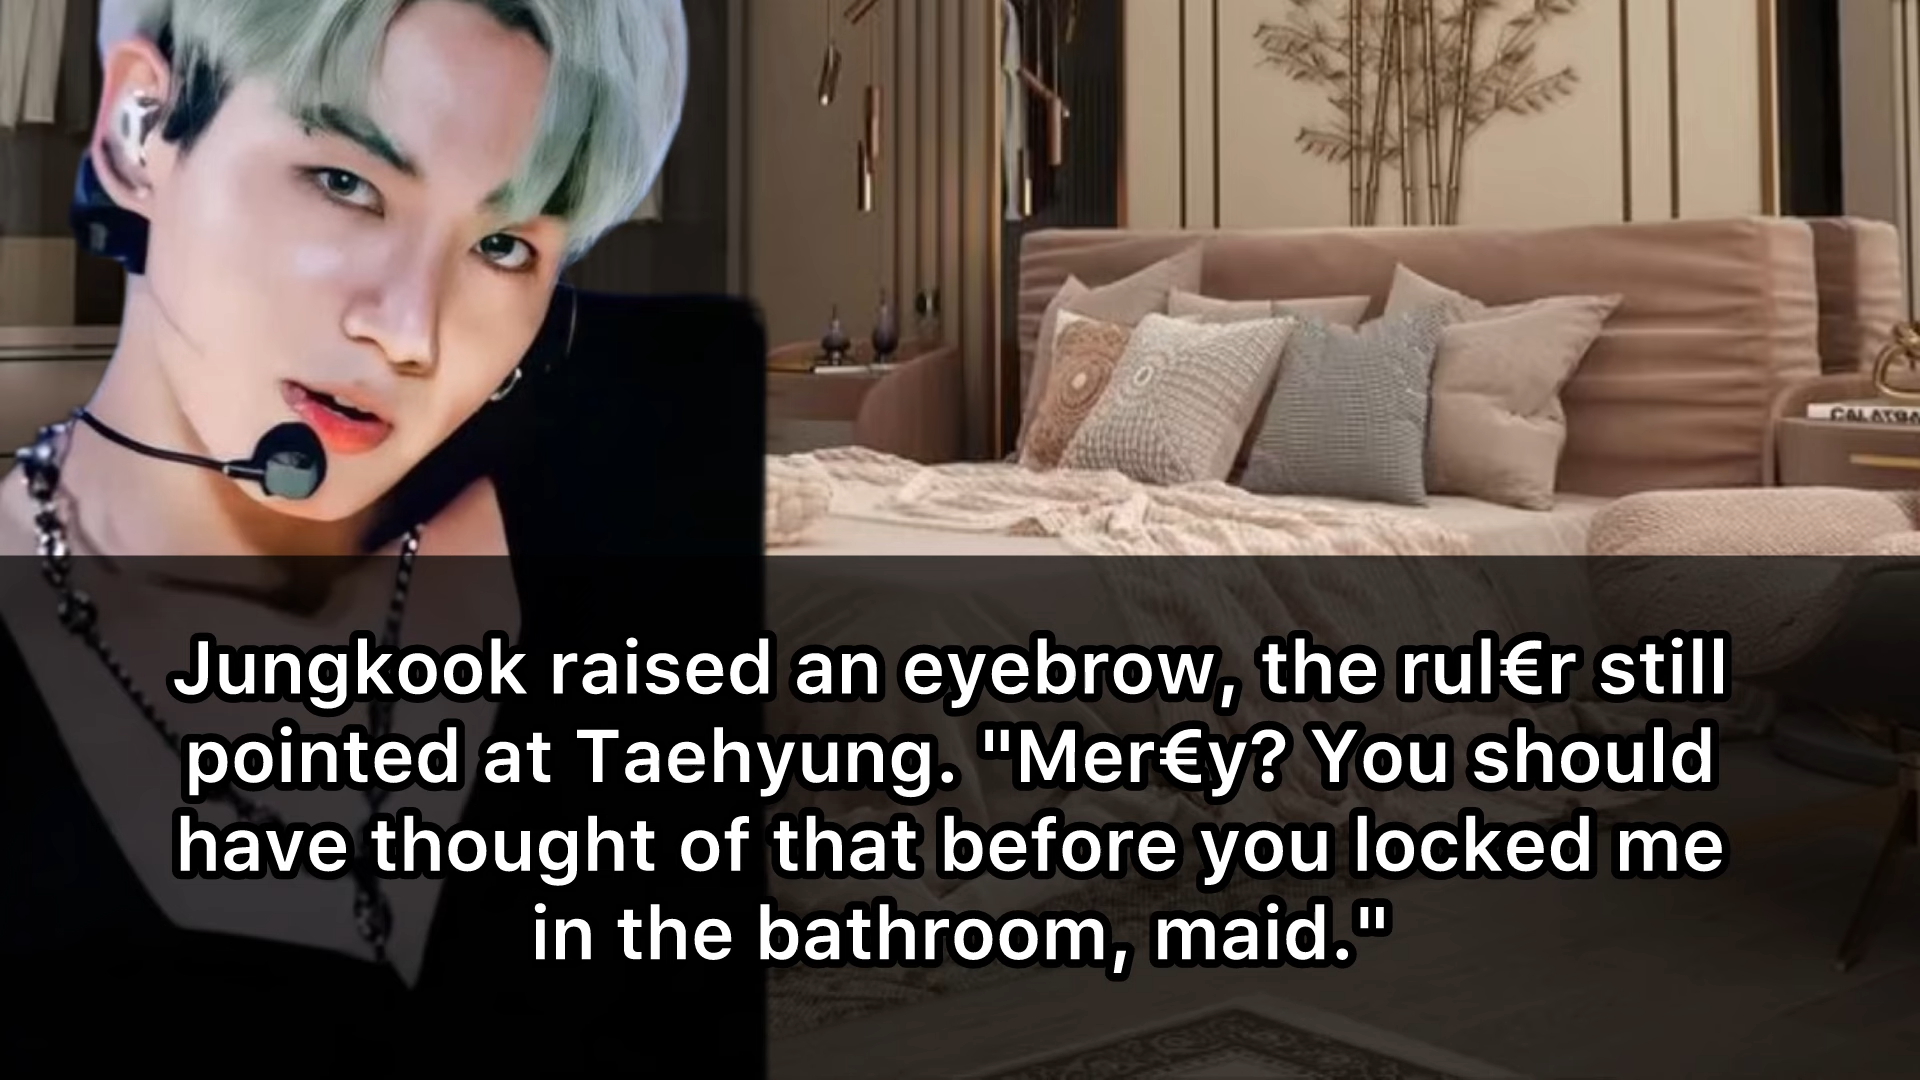 CALATRA
Jungkook raised an eyebrow, the rul€r still
pointed at Taehyung. "Mer€y? You should
have thought of that before you locked me
in the bathroom, maid."